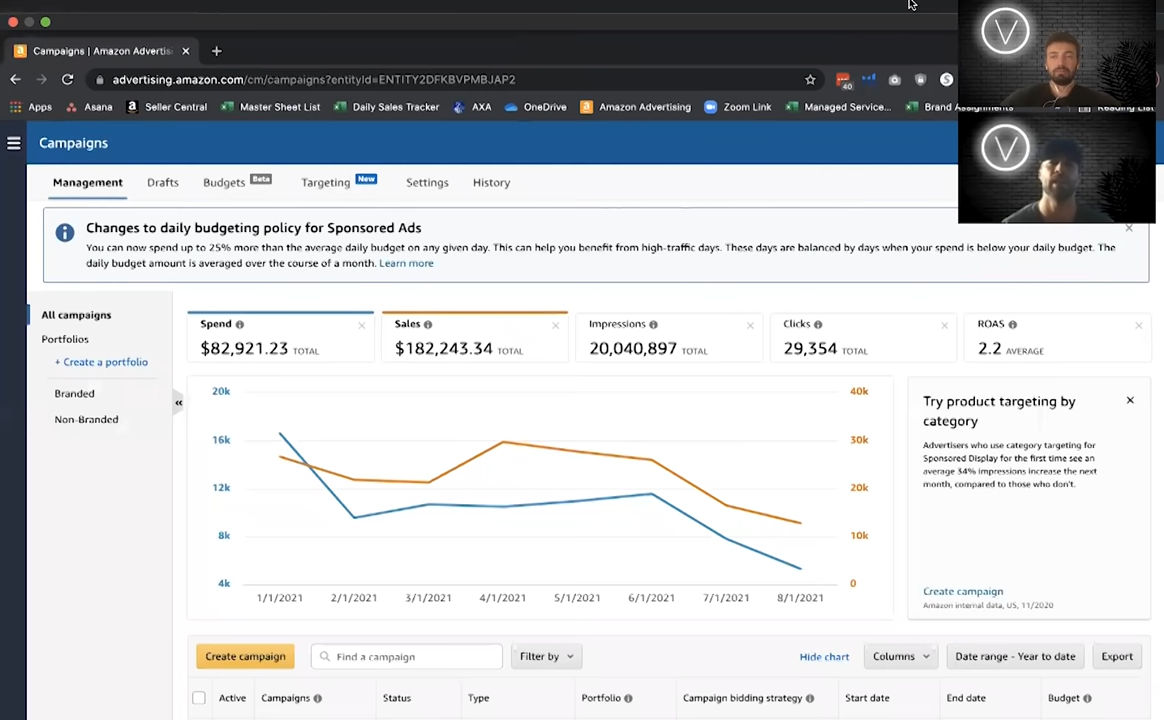 Campaigns | Amazon Advertis
advertising.amazon.com/cm/campaigns?entityId=ENTITY2DFKBVPMBJAP2
40
S
Apps Asana Seller Central Master Sheet List Daily Sales Tracker AXA OneDrive Amazon Advertising Zoom Link Managed Service... Brand Assignments Reading List
V
V
Campaigns
Management Drafts Budgets Beta Targeting New Settings History
Changes to daily budgeting policy for Sponsored Ads
You can now spend up to 25% more than the average daily budget on any given day. This can help you benefit from high-traffic days. These days are balanced by days when your spend is below your daily budget. The
daily budget amount is averaged over the course of a month. Learn more
All campaigns
Portfolios
+ Create a portfolio
Branded
Non-Branded
Spend
$82,921.23 TOTAL
Sales
$182,243.34 TOTAL
Impressions
20,040,897 TOTAL
Clicks
29,354 TOTAL
ROAS
2.2 AVERAGE
20k 40k
16k 30k
12k 20k
8k 10k
4k 0
1/1/2021 2/1/2021 3/1/2021 4/1/2021 5/1/2021 6/1/2021 7/1/2021 8/1/2021
Try product targeting by
category
Advertisers who use category targeting for
Sponsored Display for the first time see an
average 34% impressions increase the next
month, compared to those who don't.
Create campaign
Amazon internal data, US, 11/2020
Create campaign Find a campaign Filter by Hide chart Columns Date range - Year to date Export
Active Campaigns Status Type Portfolio Campaign bidding strategy Start date End date Budget